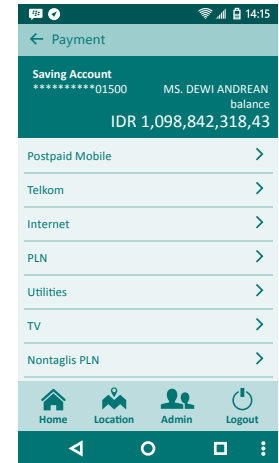 14:15
Payment
Saving Account
**********01500 MS. DEWI ANDREAN
balance
IDR 1,098,842,318,43
Postpaid Mobile
Telkom
Internet
PLN
Utilities
TV
Nontaglis PLN
Home Location Admin Logout